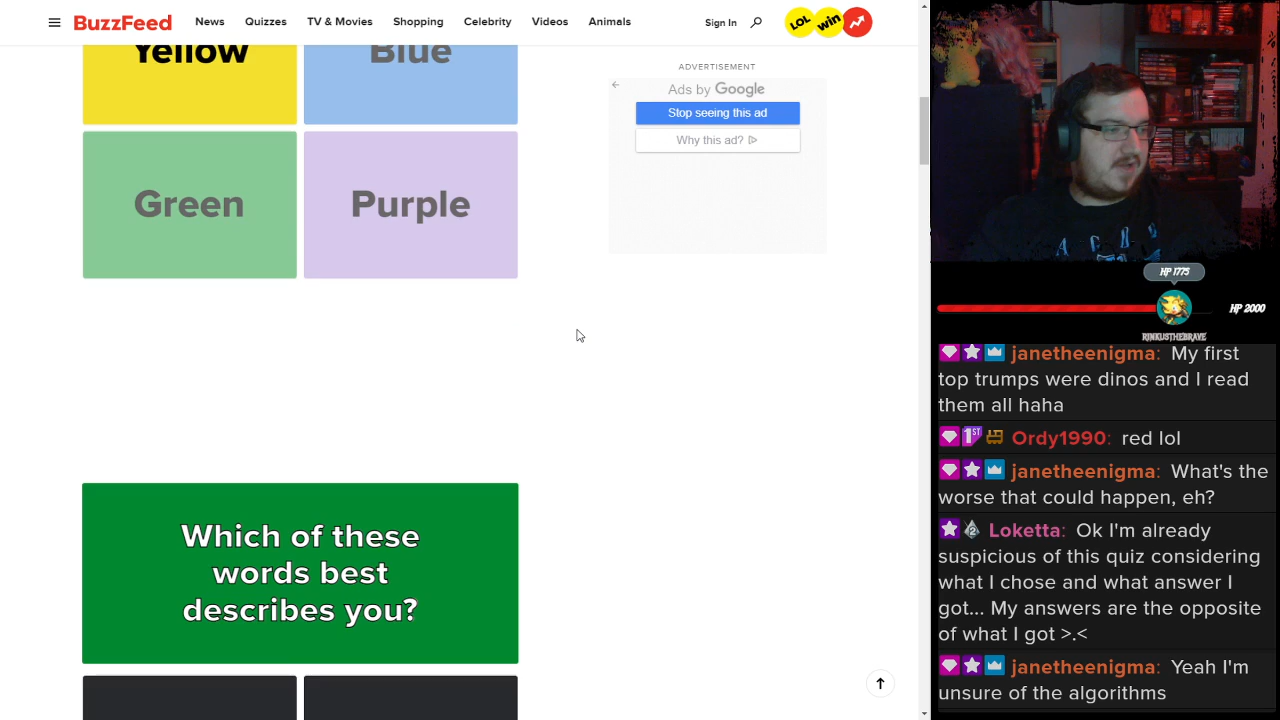 BuzzFeed News Quizzes TV & Movies Shopping Celebrity Videos Animals Sign In LOL win
Yellow Blue
Green Purple
ADVERTISEMENT
Ads by Google
Stop seeing this ad
Why this ad?
Which of these
words best
describes you?
HP 1775
HP 2000
RINKUSTHEBRAVE
janetheenigma: My first
top trumps were dinos and I read
them all haha
1ST Ordy1990: red lol
janetheenigma: What's the
worse that could happen, eh?
2 Loketta: Ok I'm already
suspicious of this quiz considering
what I chose and what answer I
got... My answers are the opposite
of what I got >.<
janetheenigma: Yeah I'm
unsure of the algorithms